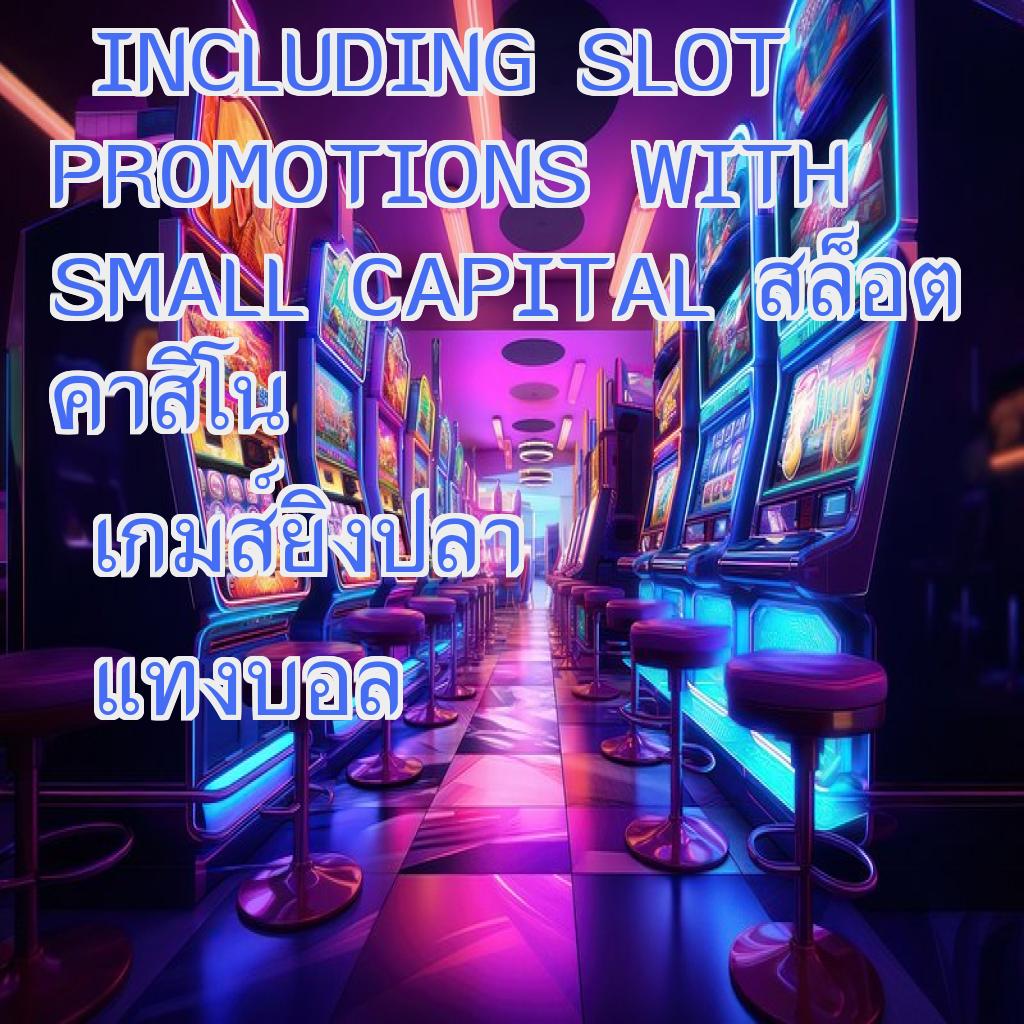 INCLUDING SLOT
PROMOTIONS WITH
SMALL CAPITAL สล็อต
คาสิโน
เกมส์ยิงปลา
แทงบอล